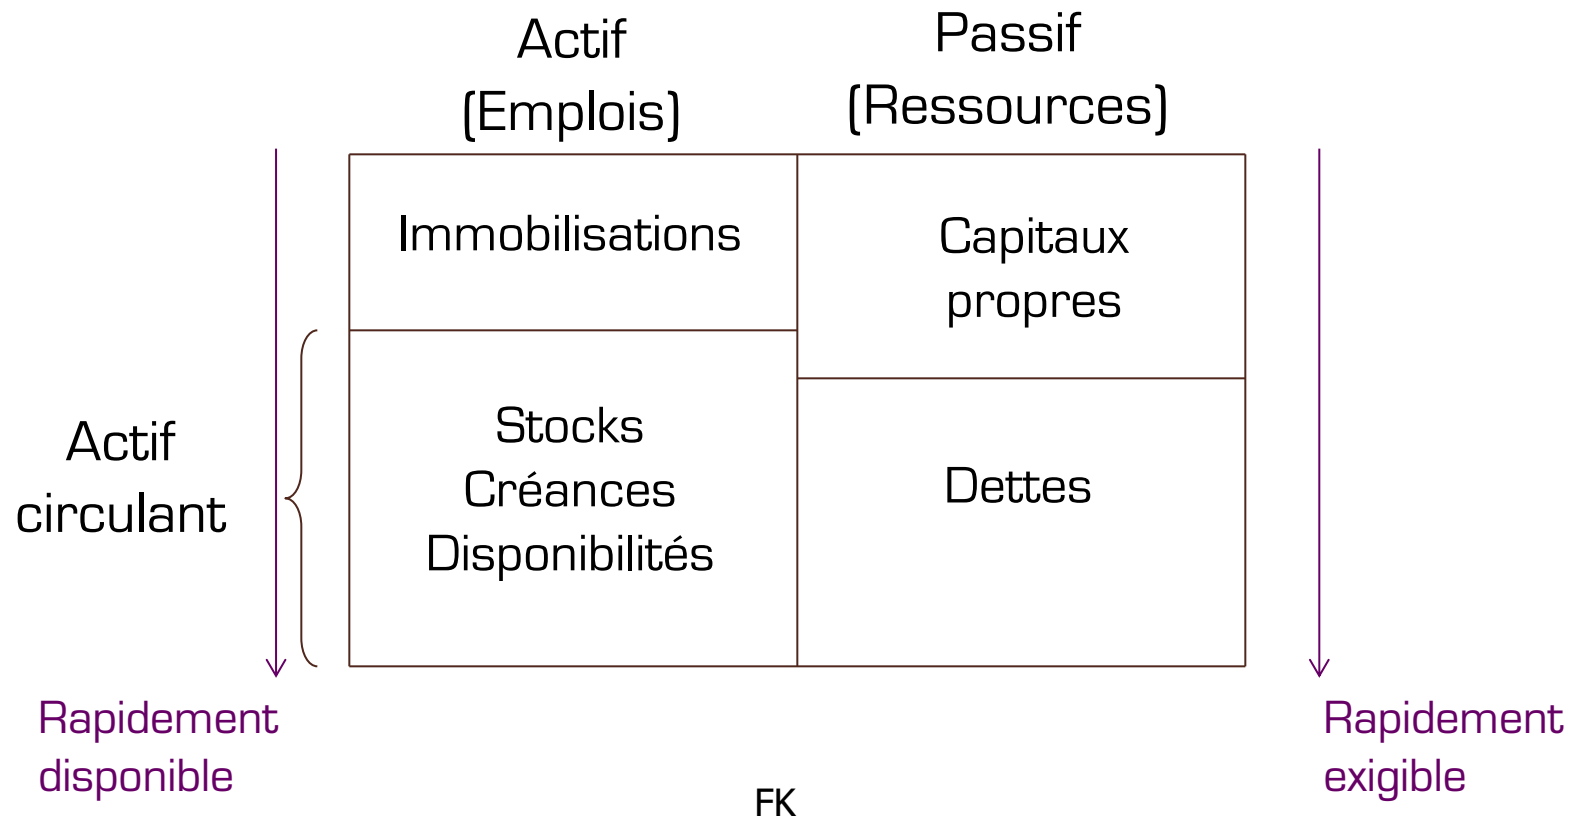 Actif
(Emplois)
Passif
(Ressources)
Immobilisations
Capitaux
propres
Actif
circulant
Stocks
Créances
Disponibilités
Dettes
Rapidement
disponible
Rapidement
exigible
FK